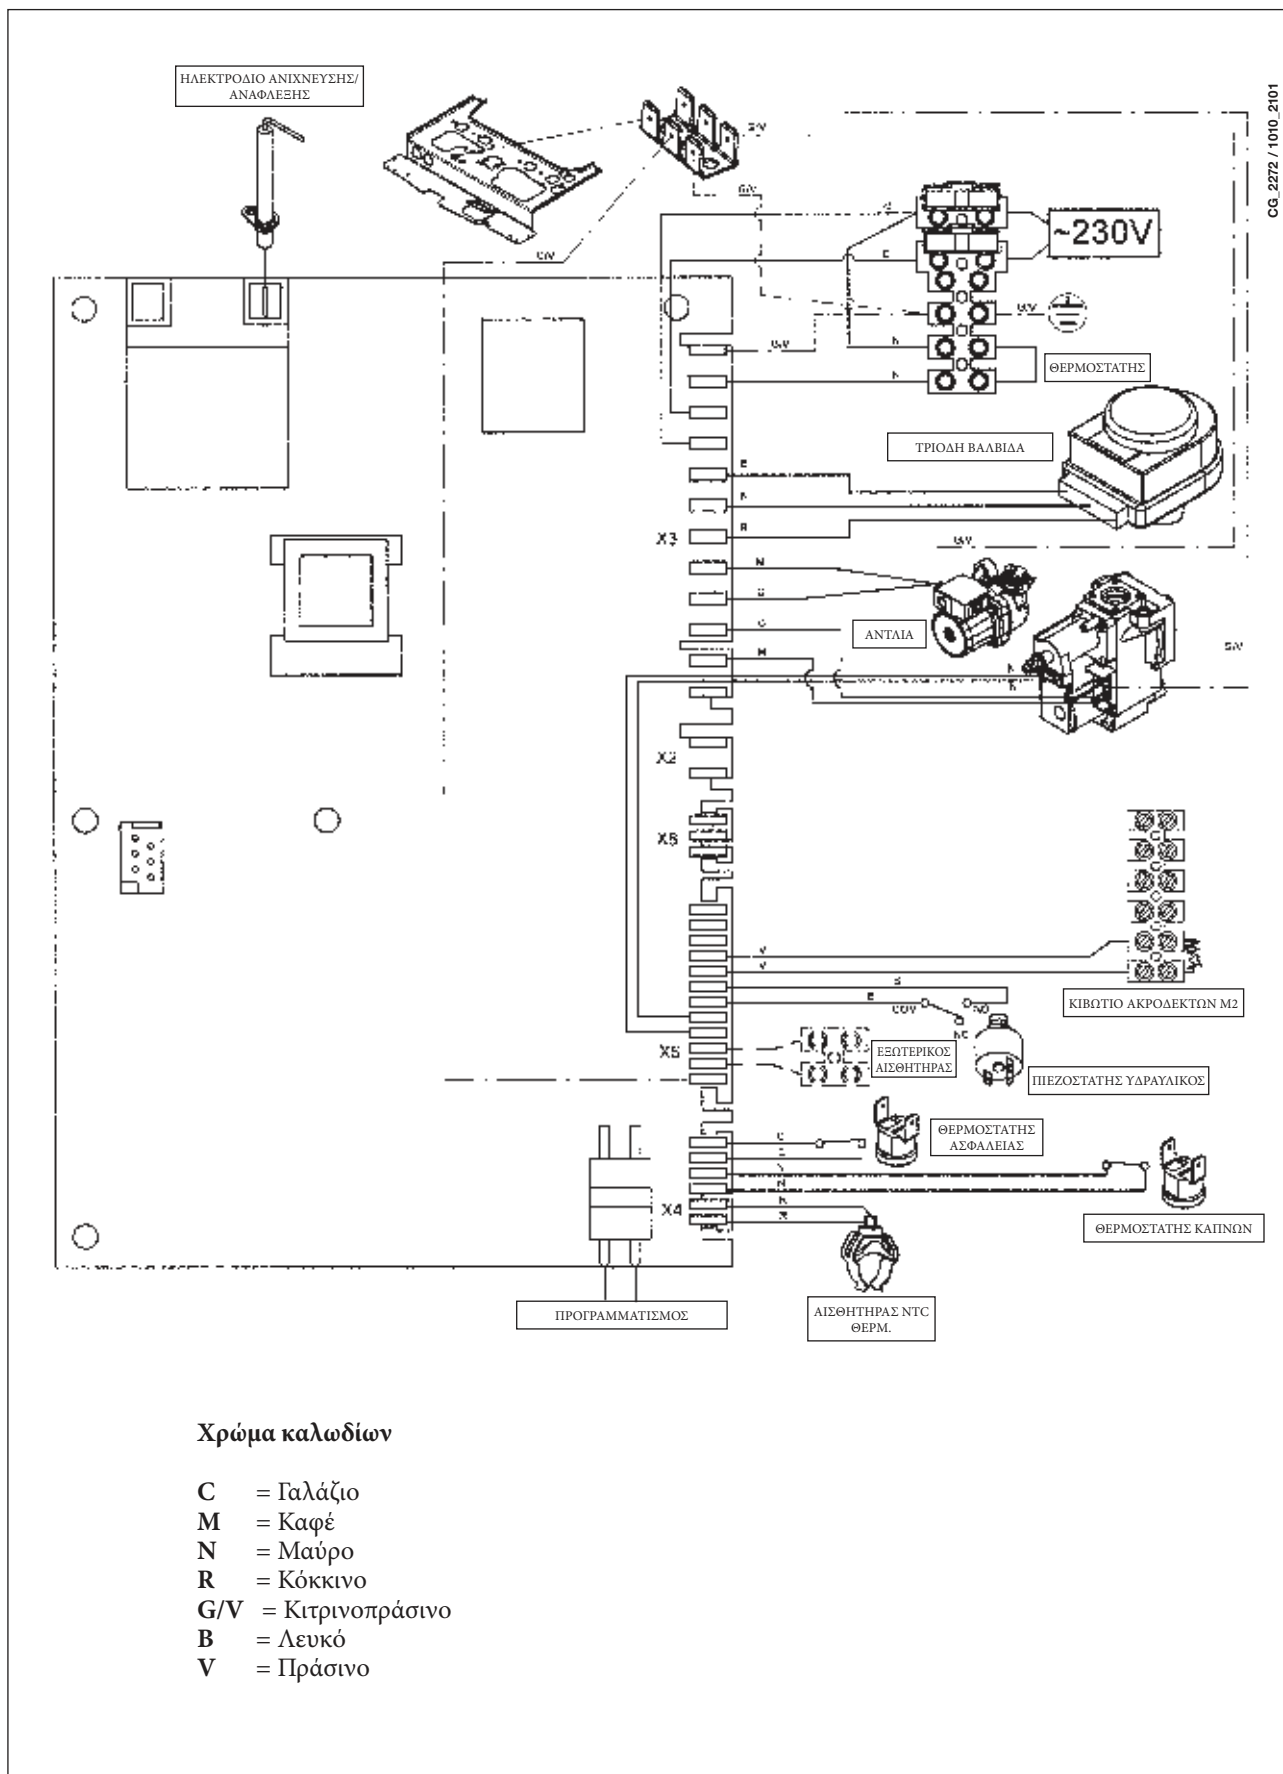 CG_2272 / 1010_2101
ΗΛΕΚΤΡΟΔΙΟ ΑΝΙΧΝΕΥΣΗΣ/
ΑΝΑΦΛΕΞΗΣ
G/V
G/V
G/V
~230V
G/V
G/V
N
N
ΘΕΡΜΟΣΤΑΤΗΣ
ΤΡΙΟΔΗ ΒΑΛΒΙΔΑ
R
X3
G/V
M
ΑΝΤΛΙΑ
M
G/V
N
X2
V
V
ΚΙΒΩΤΙΟ ΑΚΡΟΔΕΚΤΩΝ M2
NO
NC
X5
ΕΞΩΤΕΡΙΚΟΣ
ΑΙΣΘΗΤΗΡΑΣ
ΠΙΕΖΟΣΤΑΤΗΣ ΥΔΡΑΥΛΙΚΟΣ
C
ΘΕΡΜΟΣΤΑΤΗΣ
ΑΣΦΑΛΕΙΑΣ
N
X4
ΘΕΡΜΟΣΤΑΤΗΣ ΚΑΠΝΩΝ
ΠΡΟΓΡΑΜΜΑΤΙΣΜΟΣ
ΑΙΣΘΗΤΗΡΑΣ NTC
ΘΕΡΜ.
Χρώμα καλωδίων
C = Γαλάζιο
M = Καφέ
N = Μαύρο
R = Κόκκινο
G/V = Κιτρινοπράσινο
B = Λευκό
V = Πράσινο